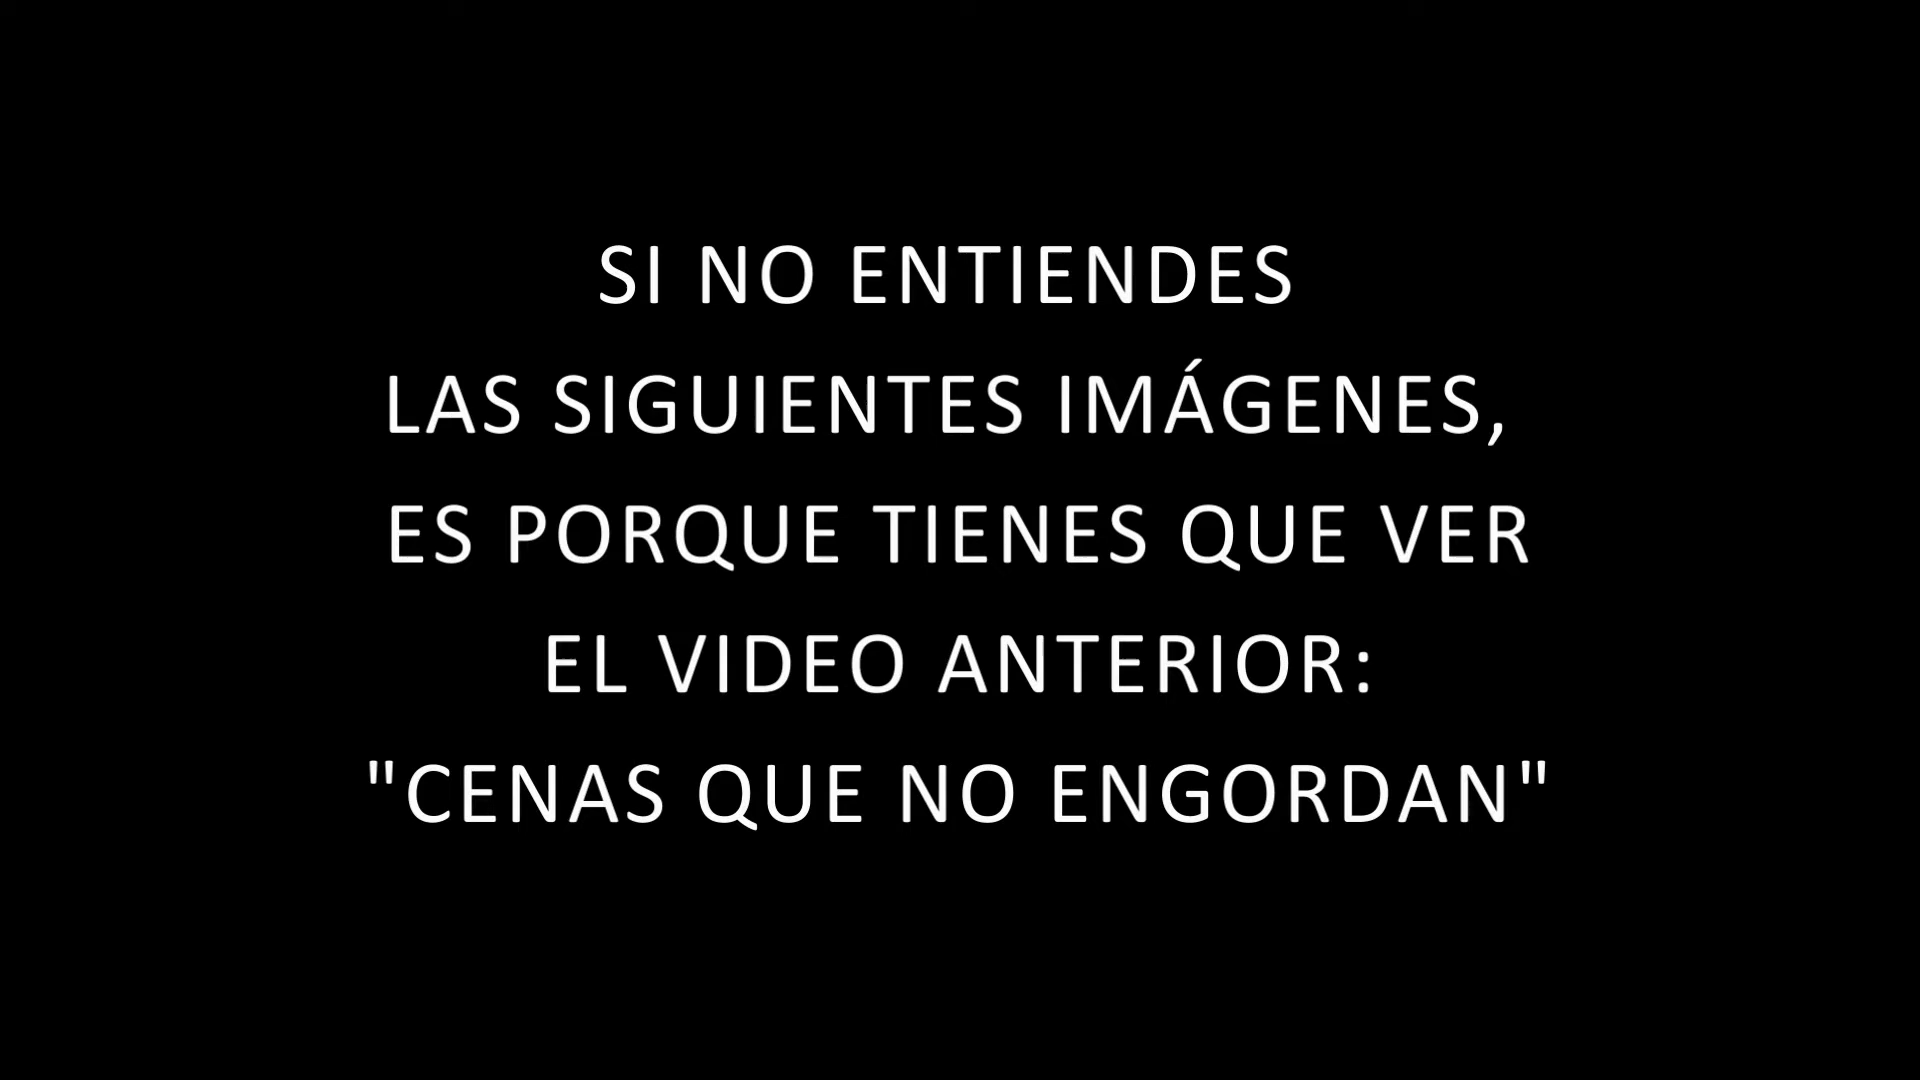 SI NO ENTIENDES
LAS SIGUIENTES IMÁGENES,
ES PORQUE TIENES QUE VER
EL VIDEO ANTERIOR:
"CENAS QUE NO ENGORDAN"